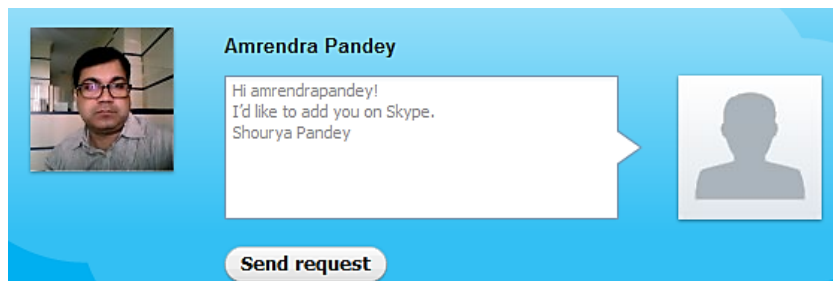 Amrendra Pandey
Hi amrendrapandey!
I'd like to add you on Skype.
Shourya Pandey
Send request